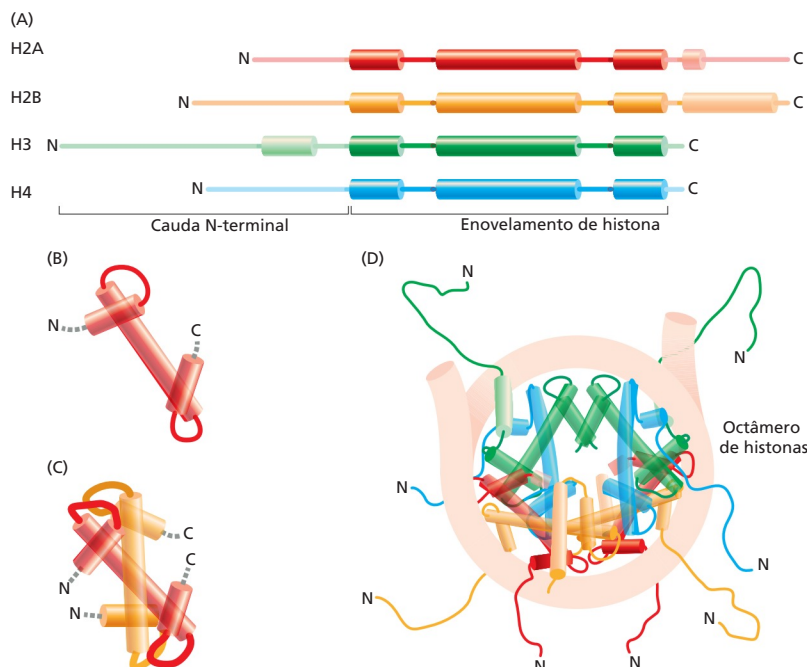 (A)
H2A
N
C
H2B
N
C
H3
N
C
H4
N
C
Cauda N-terminal
Enovelamento de histona
(B)
N
C
(C)
C
C
N
N
(D)
N
N
Octâmero
de histonas
N
N
N
N
N
N